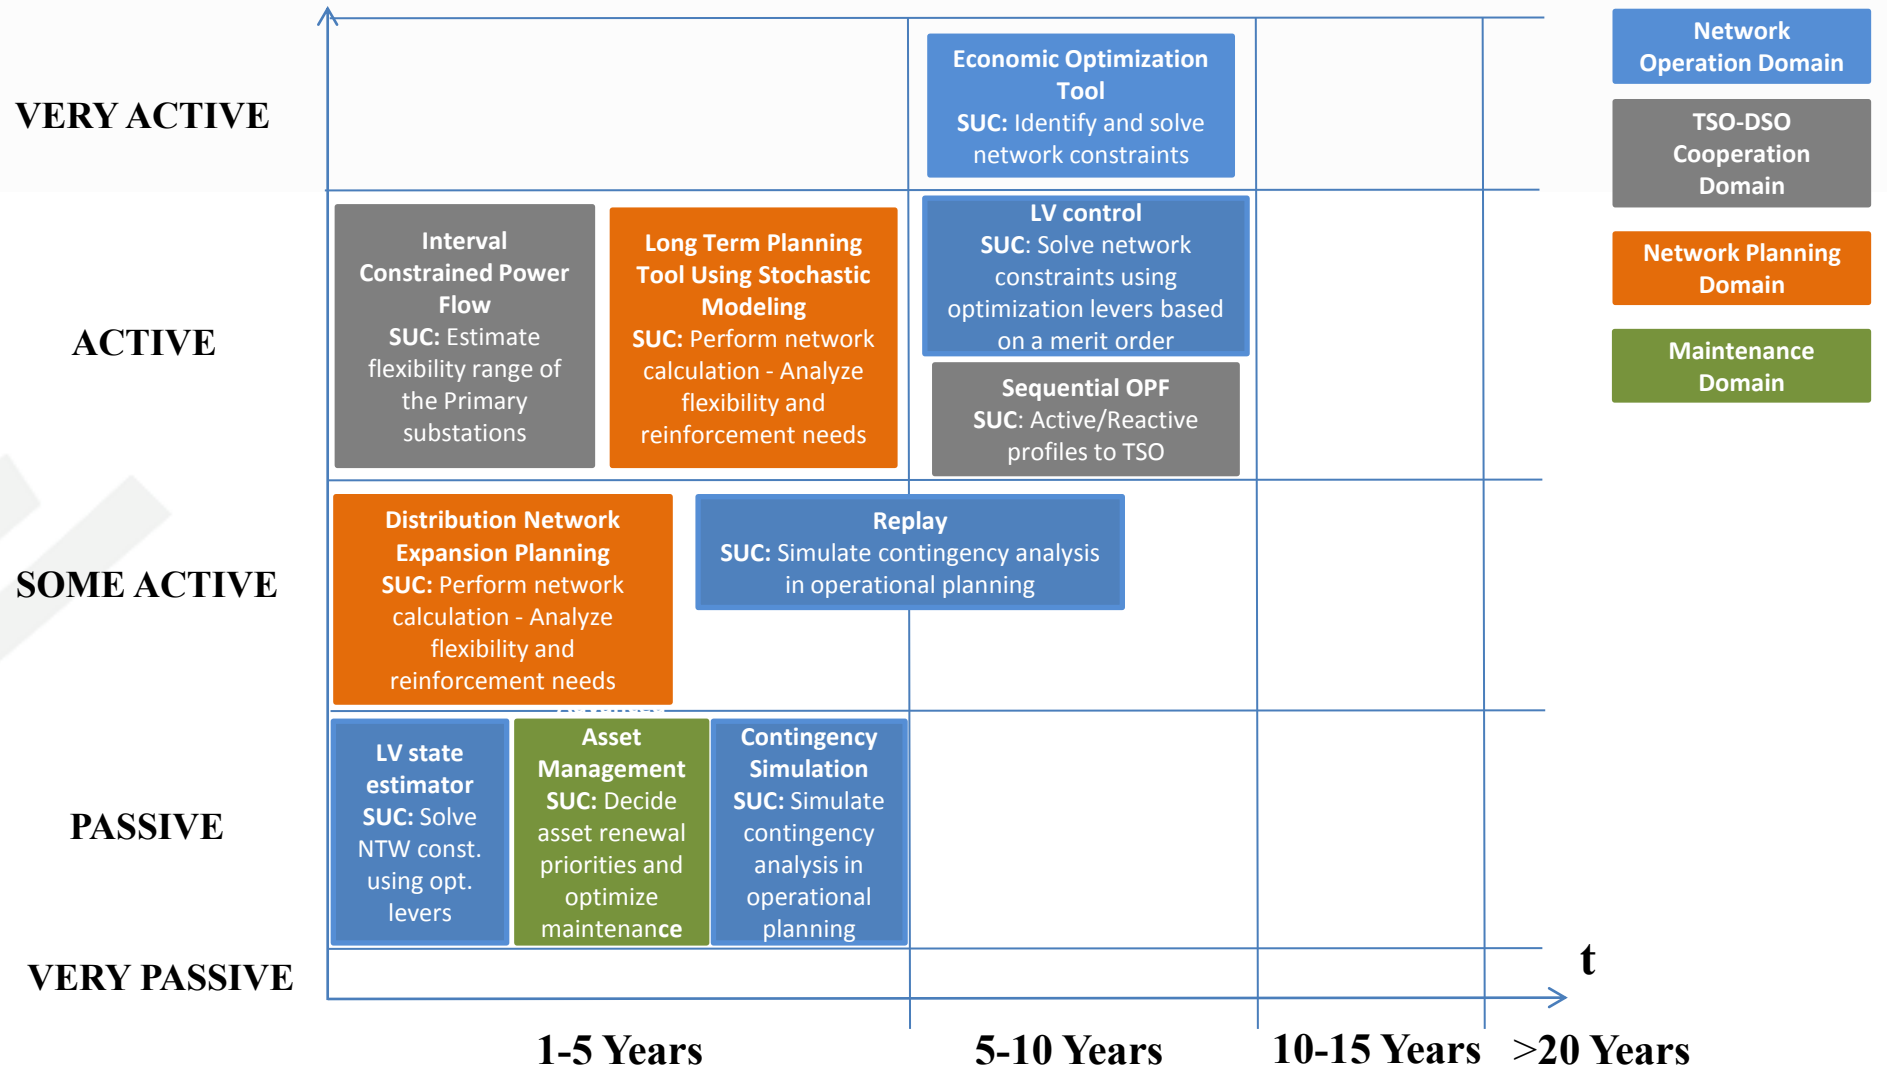 VERY ACTIVE
Economic Optimization
Tool
SUC: Identify and solve
network constraints
ACTIVE
Interval
Constrained Power
Flow
SUC: Estimate
flexibility range of
the Primary
substations
Long Term Planning
Tool Using Stochastic
Modeling
SUC: Perform network
calculation - Analyze
flexibility and
reinforcement needs
LV control
SUC: Solve network
constraints using
optimization levers based
on a merit order
Sequential OPF
SUC: Active/Reactive
profiles to TSO
SOME ACTIVE
Distribution Network
Expansion Planning
SUC: Perform network
calculation - Analyze
flexibility and
reinforcement needs
Replay
SUC: Simulate contingency analysis
in operational planning
PASSIVE
LV state
estimator
SUC: Solve
NTW const.
using opt.
levers
Asset
Management
SUC: Decide
asset renewal
priorities and
optimize
maintenance
Contingency
Simulation
SUC: Simulate
contingency
analysis in
operational
planning
VERY PASSIVE
t
1-5 Years
5-10 Years
10-15 Years
>20 Years
Network
Operation Domain
TSO-DSO
Cooperation
Domain
Network Planning
Domain
Maintenance
Domain